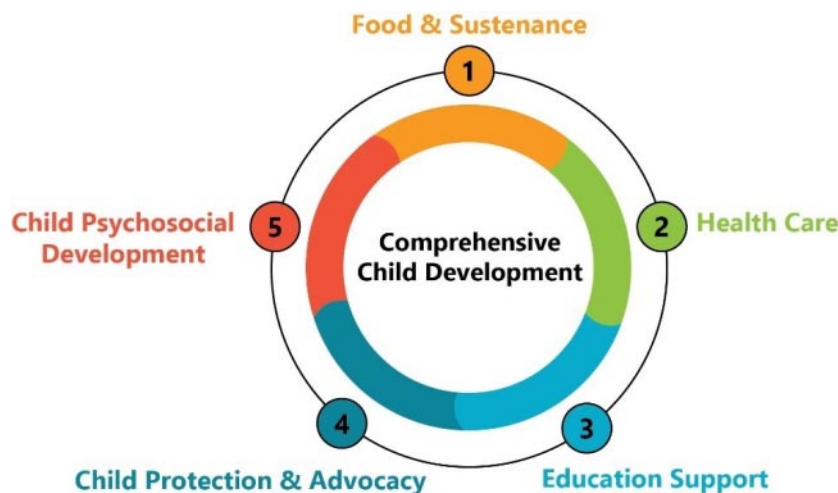 Food & Sustenance
1
2
Health Care
3
Education Support
4
Child Protection & Advocacy
5
Child Psychosocial
Development
Comprehensive
Child Development